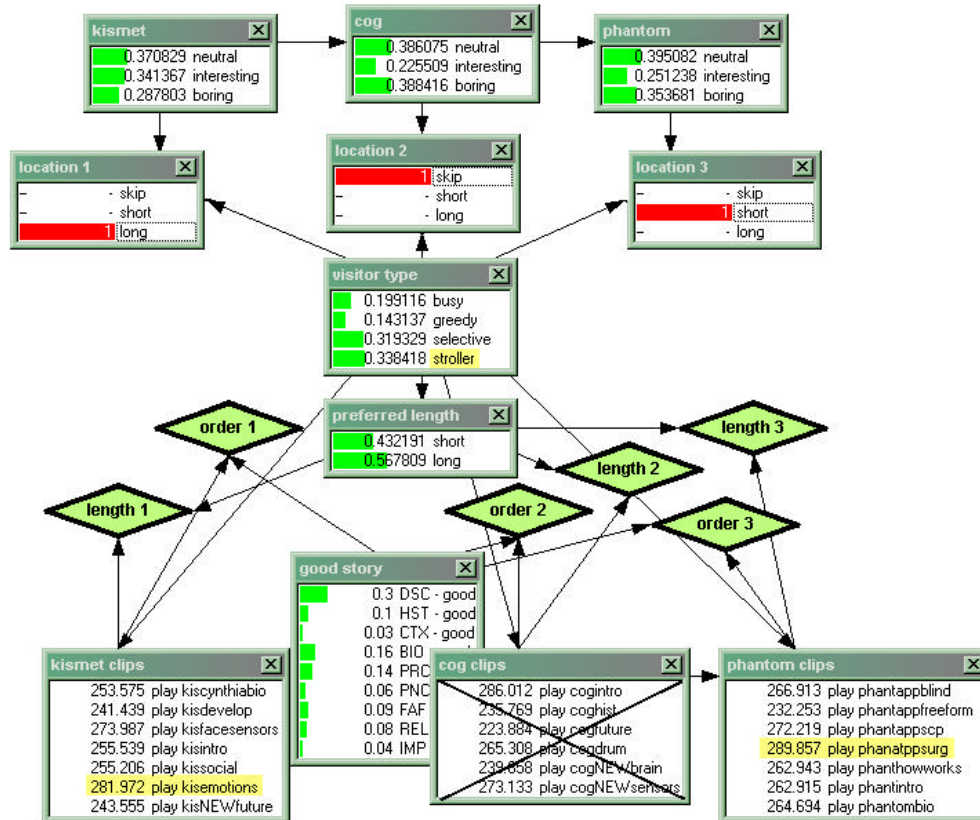 kismet
0.370829 neutral
0.341367 interesting
0.287803 boring
cog
0.386075 neutral
0.225509 interesting
0.388416 boring
phantom
0.395082 neutral
0.251238 interesting
0.353681 boring
location 1
- - skip
- - short
1 long
location 2
1 skip
- - short
- - long
location 3
- - skip
1 short
- - long
visitor type
0.199116 busy
0.143137 greedy
0.319329 selective
0.338418 stroller
preferred length
0.432191 short
0.567809 long
order 1
length 3
length 2
length 1
order 2
order 3
good story
0.3 DSC - good
0.1 HST - good
0.03 CTX - good
0.16 BIO
0.14 PRC
0.06 PNC
0.09 FAF
0.08 REL
0.04 IMP
kismet clips
253.575 play kiscynthiabio
241.439 play kisdevelop
273.987 play kisfacesensors
255.539 play kisintro
255.206 play kissocial
281.972 play kisemotions
243.555 play kisNEWfuture
cog clips
286.012 play cogintro
235.769 play coghist
223.884 play cogfuture
265.308 play cogdrum
239.858 play cogNEWbrain
273.133 play cogNEWsensors
phantom clips
266.913 play phantappblind
232.253 play phantappfreeform
272.219 play phantappscp
289.857 play phanatppsurg
262.943 play phanthowworks
262.915 play phantintro
264.694 play phantombio